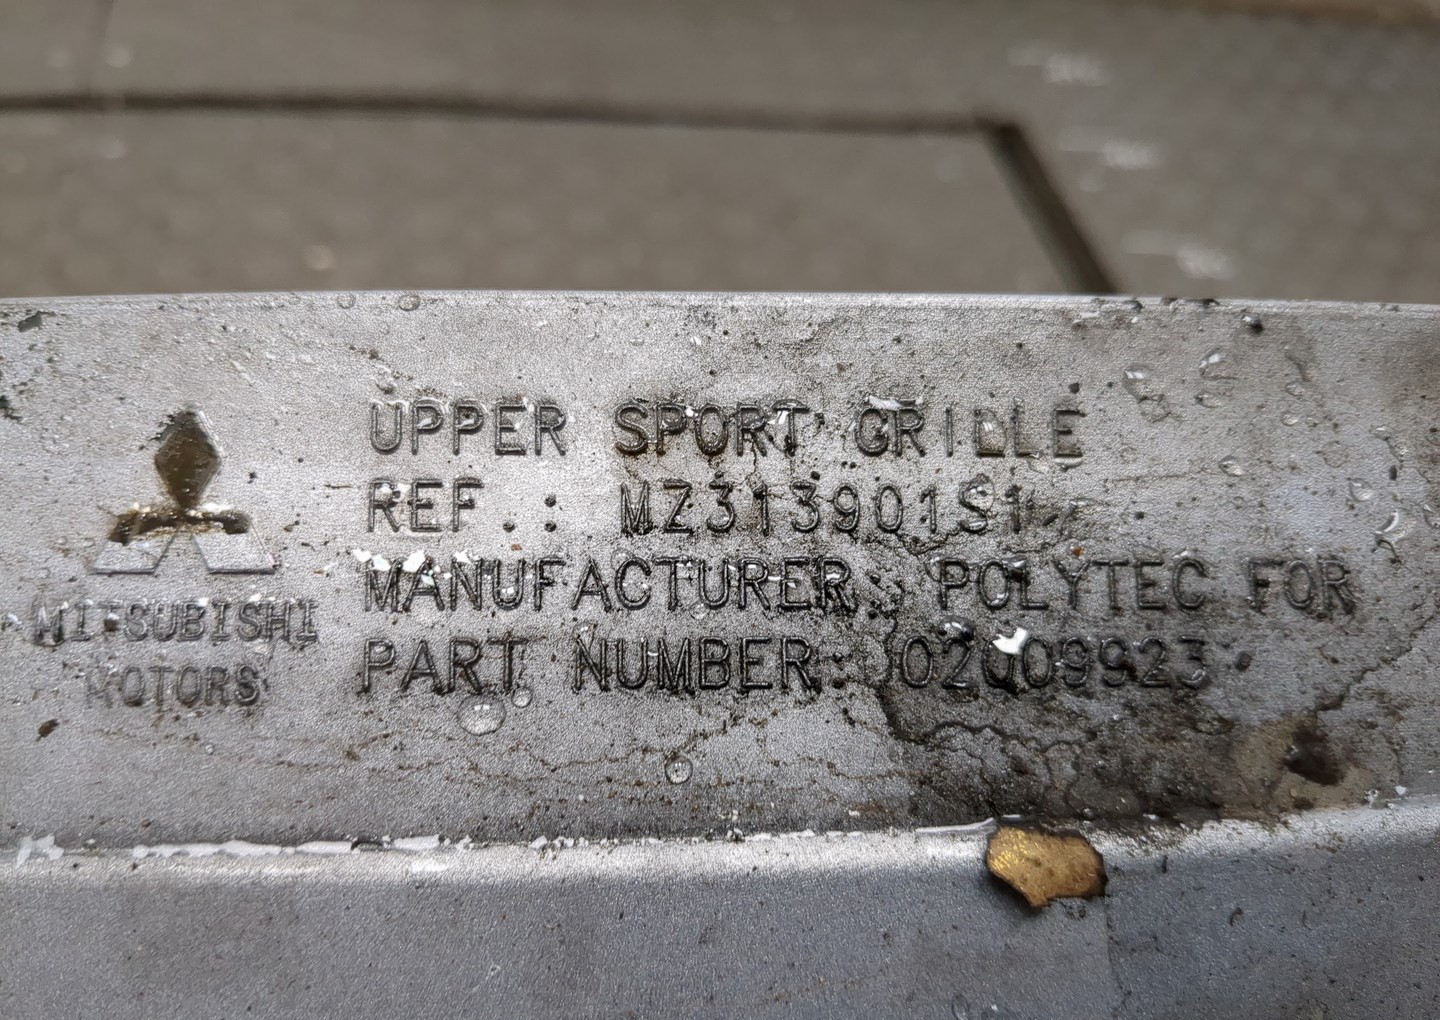 UPPER SPORT GRILLE
REF.: MZ313901S1
MANUFACTURER: POLYTEC FOR
PART NUMBER: 02009923
MITSUBISHI
MOTORS